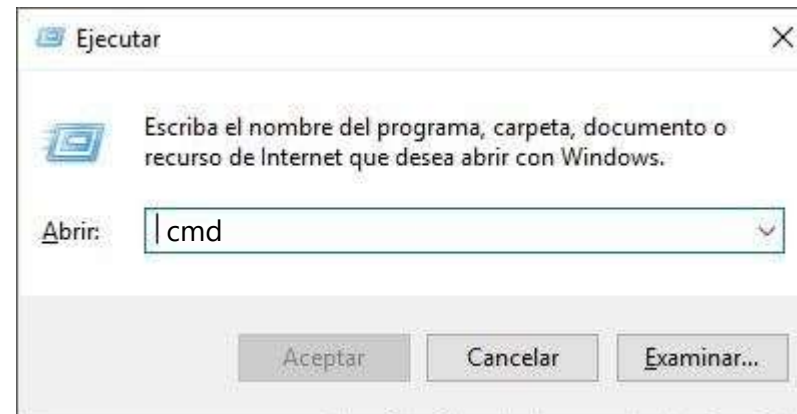 Ejecutar
Escriba el nombre del programa, carpeta, documento o
recurso de Internet que desea abrir con Windows.
Abrir: cmd
Aceptar Cancelar Examinar...